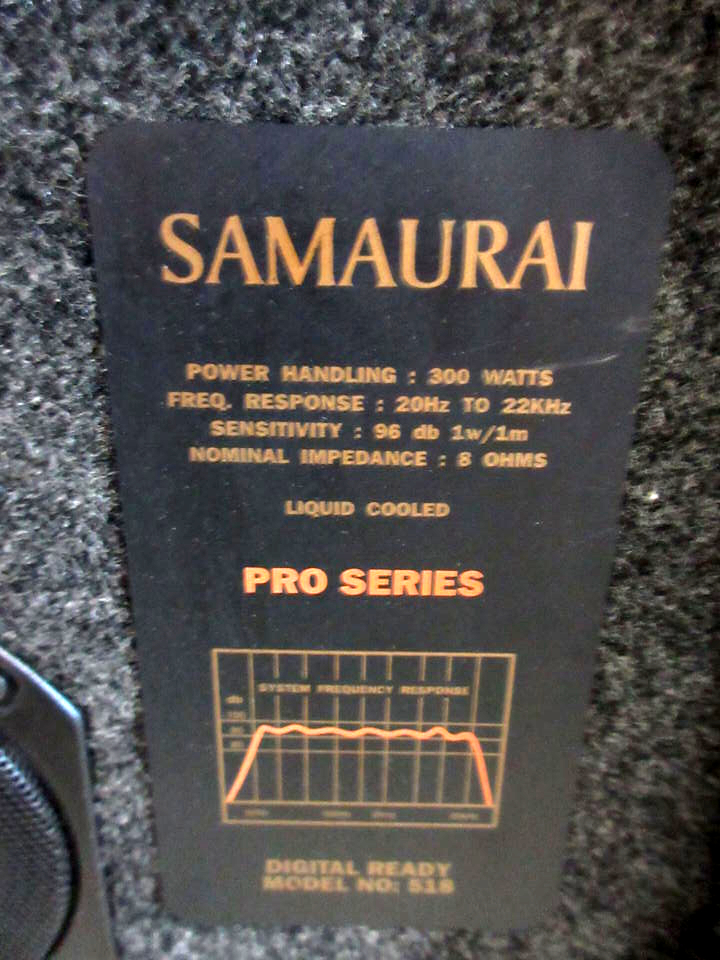 SAMAURAI
POWER HANDLING : 300 WATTS
FREQ. RESPONSE : 20Hz TO 22KHz
SENSITIVITY : 96 db 1w/1m
NOMINAL IMPEDANCE : 8 OHMS
LIQUID COOLED
PRO SERIES
SYSTEM FREQUENCY RESPONSE
db
DIGITAL READY
MODEL NO: 518